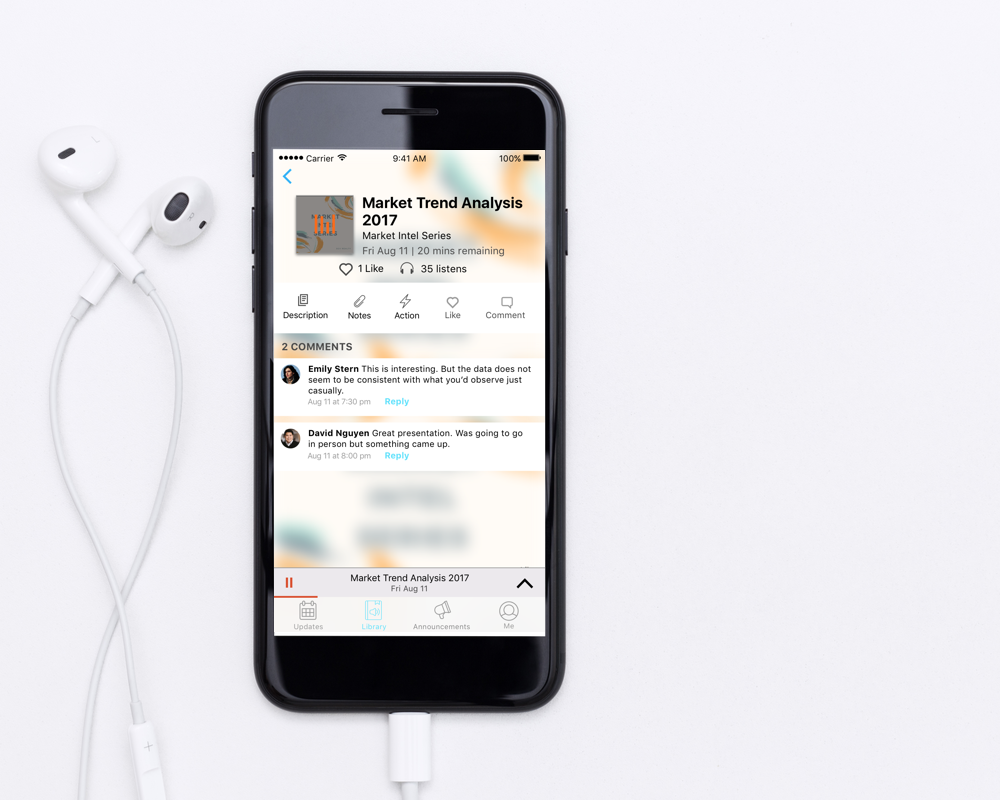 Carrier 9:41 AM 100%
Market Trend Analysis
2017
Market Intel Series
Fri Aug 11 | 20 mins remaining
1 Like 35 listens
Description Notes Action Like Comment
2 COMMENTS
Emily Stern This is interesting. But the data does not
seem to be consistent with what you'd observe just
casually.
Aug 11 at 7:30 pm Reply
David Nguyen Great presentation. Was going to go
in person but something came up.
Aug 11 at 8:00 pm Reply
INTEL
SERIES
Market Trend Analysis 2017
Fri Aug 11
Updates Library Announcements Me